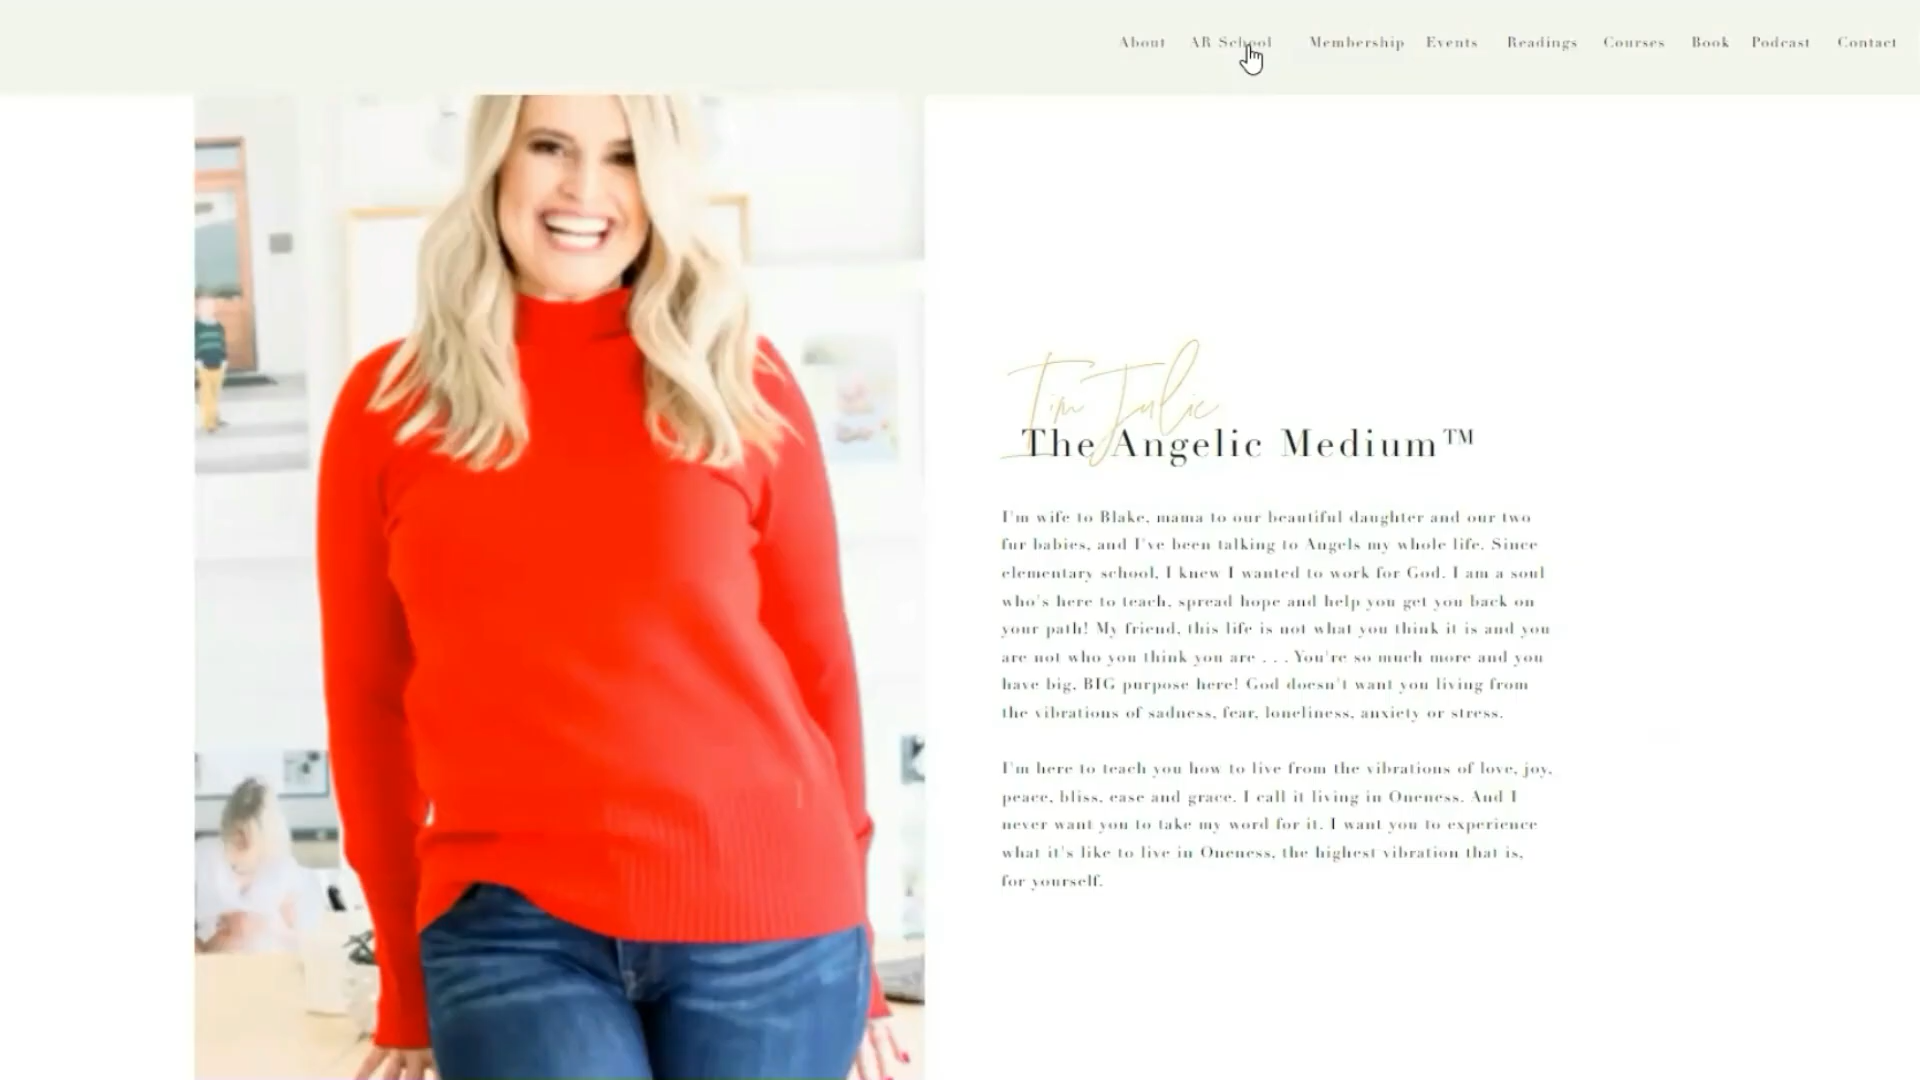 About AR School Membership Events Readings Courses Book Podcast Contact
I'm Julie
The Angelic Medium™
I'm wife to Blake, mama to our beautiful daughter and our two
fur babies, and I've been talking to Angels my whole life. Since
elementary school, I knew I wanted to work for God. I am a soul
who's here to teach, spread hope and help you get you back on
your path! My friend, this life is not what you think it is and you
are not who you think you are . . . You're so much more and you
have big, BIG purpose here! God doesn't want you living from
the vibrations of sadness, fear, loneliness, anxiety or stress.
I'm here to teach you how to live from the vibrations of love, joy,
peace, bliss, ease and grace. I call it living in Oneness. And I
never want you to take my word for it. I want you to experience
what it's like to live in Oneness, the highest vibration that is,
for yourself.